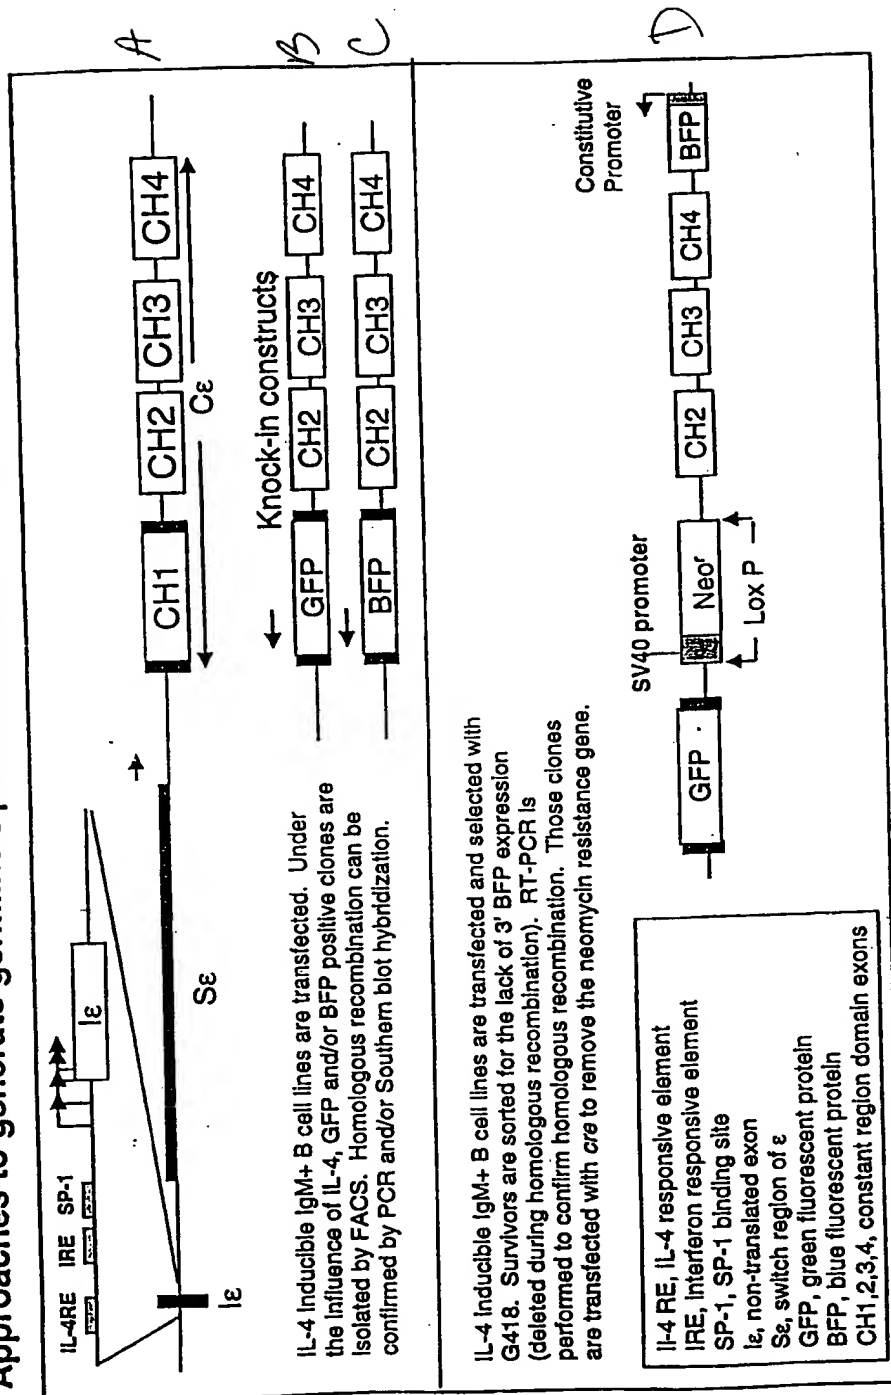 Approaches to generate germline ε
A
IL-4RE IRE SP-1
Iε
Iε
Sε
CH1 CH2 CH3 CH4
Cε
Knock-in constructs
B
GFP CH2 CH3 CH4
C
BFP CH2 CH3 CH4
IL-4 Inducible IgM+ B cell lines are transfected. Under
the Influence of IL-4, GFP and/or BFP positive clones are
Isolated by FACS. Homologous recombination can be
confirmed by PCR and/or Southern blot hybridization.
D
IL-4 Inducible IgM+ B cell lines are transfected and selected with
G418. Survivors are sorted for the lack of 3' BFP expression
(deleted during homologous recombination). RT-PCR is
performed to confirm homologous recombination. Those clones
are transfected with cre to remove the neomycin resistance gene.
Constitutive
Promoter
SV40 promoter
GFP Neoʳ CH2 CH3 CH4 BFP
Lox P
Il-4 RE, IL-4 responsive element
IRE, Interferon responsive element
SP-1, SP-1 binding site
Iε, non-translated exon
Sε, switch region of ε
GFP, green fluorescent protein
BFP, blue fluorescent protein
CH1,2,3,4, constant region domain exons